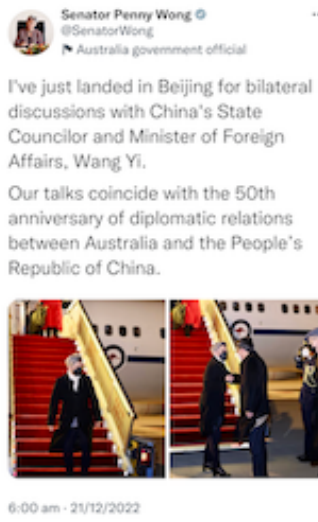 Senator Penny Wong
@SenatorWong
Australia government official
I've just landed in Beijing for bilateral
discussions with China's State
Councilor and Minister of Foreign
Affairs, Wang Yi.
Our talks coincide with the 50th
anniversary of diplomatic relations
between Australia and the People's
Republic of China.
6:00 am · 21/12/2022